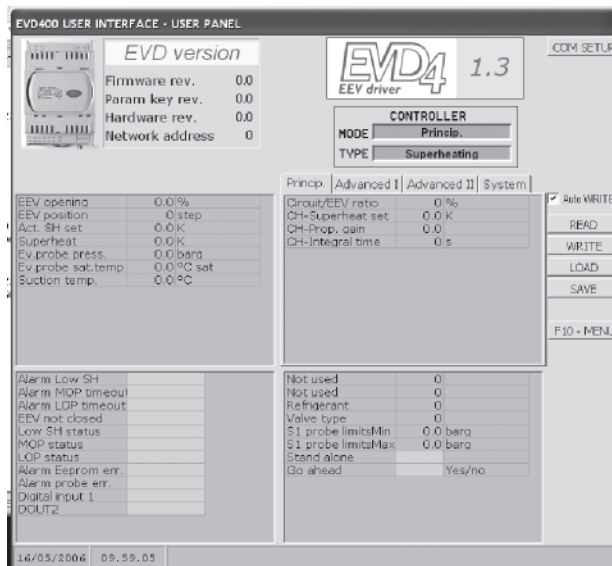 EVD400 USER INTERFACE - USER PANEL
EVD version
Firmware rev. 0.0
Param key rev. 0.0
Hardware rev. 0.0
Network address 0
EVD4
EEV driver
1.3
COM SETUP
CONTROLLER
MODE Princip.
TYPE Superheating
Princip. Advanced I Advanced II System
EEV opening 0.0 %
EEV position 0 step
Act. SH set 0.0 K
Superheat 0.0 K
Ev.probe press. 0.0 barg
Ev.probe sat.temp 0.0 ºC sat
Suction temp. 0.0 ºC
Circuit/EEV ratio 0 %
CH-Superheat set 0.0 K
CH-Prop. gain 0.0
CH-Integral time 0 s
Auto WRITE
READ
WRITE
LOAD
SAVE
F10 - MENU
Alarm Low SH
Alarm MOP timeout
Alarm LOP timeout
EEV not closed
Low SH status
MOP status
LOP status
Alarm Eeprom err.
Alarm probe err.
Digital input 1
DOUT2
Not used 0
Not used 0
Refrigerant 0
Valve type 0
S1 probe limitsMin 0.0 barg
S1 probe limitsMax 0.0 barg
Stand alone
Go ahead Yes/no
16/05/2006 09.59.05